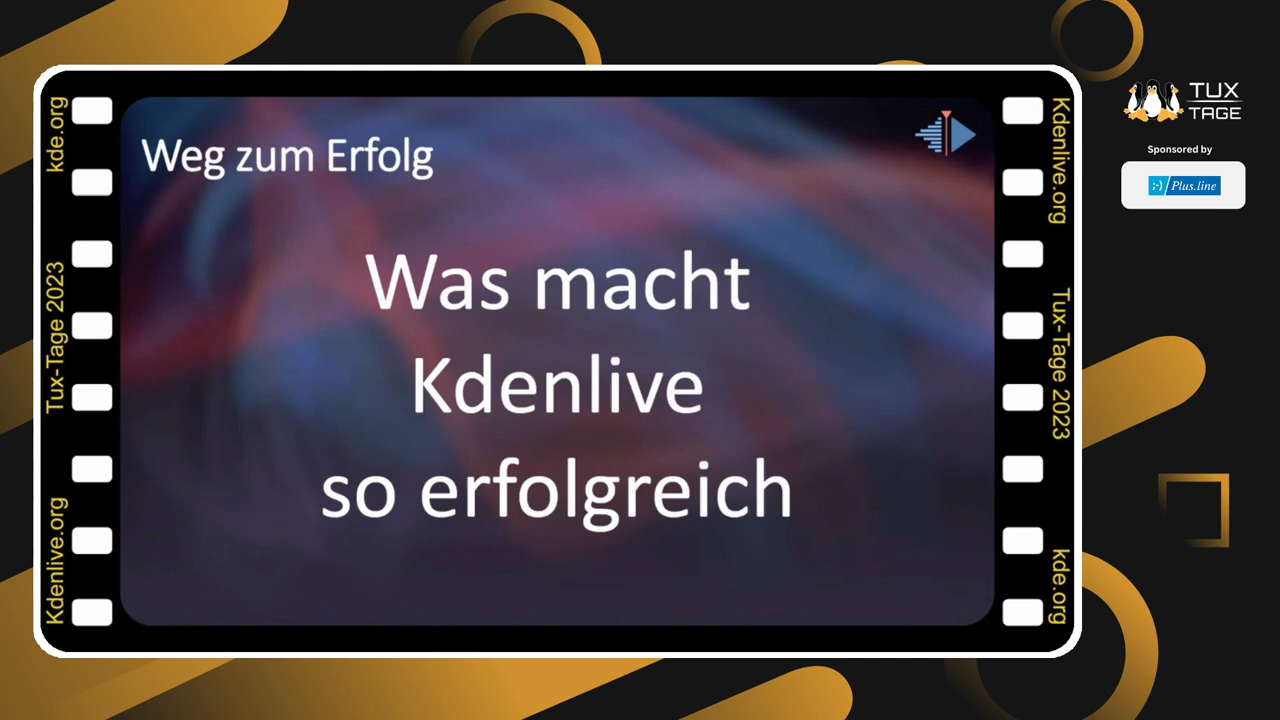 Weg zum Erfolg
Was macht
Kdenlive
so erfolgreich
kde.org
Tux-Tage 2023
Kdenlive.org
Kdenlive.org
Tux-Tage 2023
kde.org
TUX
TAGE
Sponsored by
;-) Plus.line